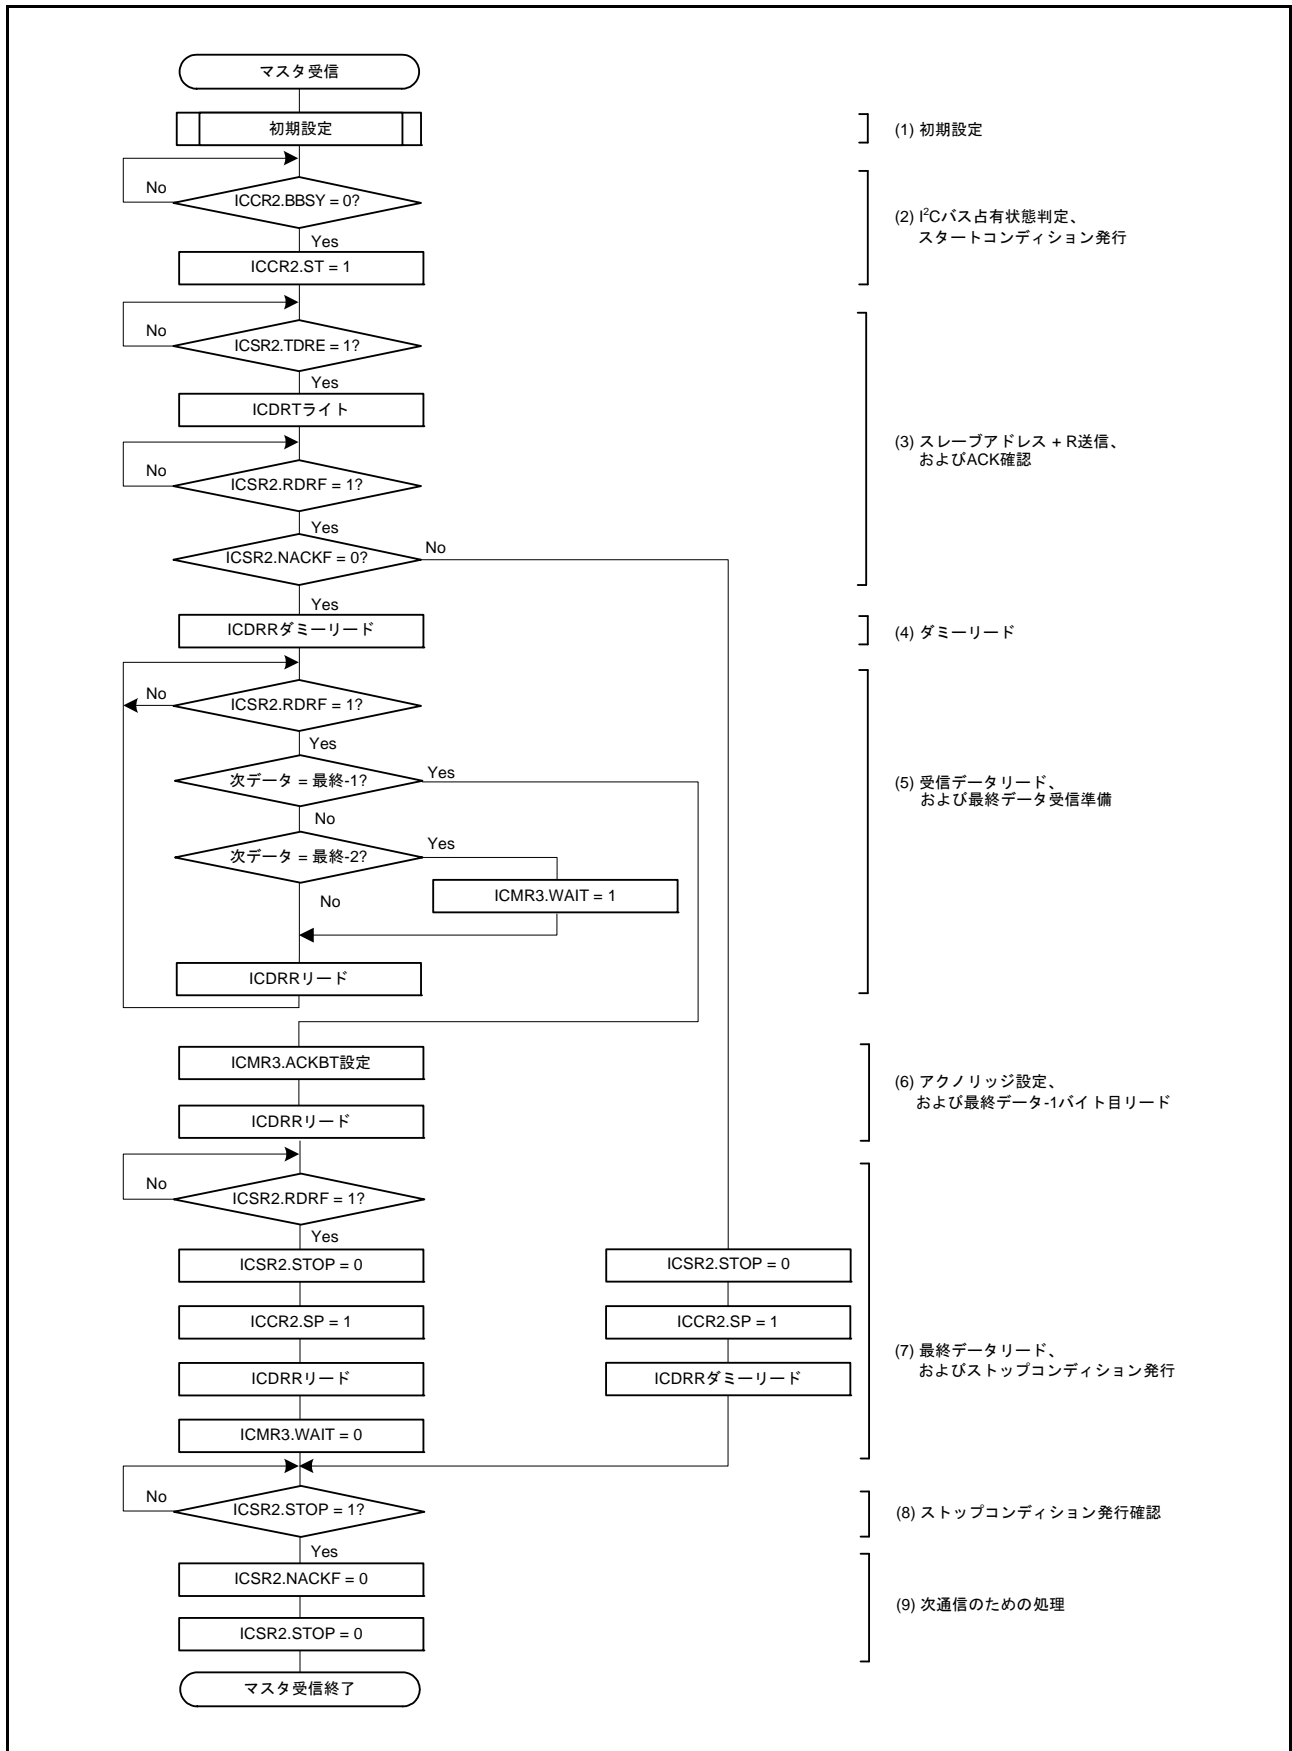 マスタ受信
初期設定
(1) 初期設定
No
ICCR2.BBSY = 0?
Yes
ICCR2.ST = 1
(2) I²Cバス占有状態判定、
スタートコンディション発行
No
ICSR2.TDRE = 1?
Yes
ICDRTライト
No
ICSR2.RDRF = 1?
Yes
ICSR2.NACKF = 0?
No
Yes
(3) スレーブアドレス + R送信、
およびACK確認
ICDRRダミーリード
(4) ダミーリード
No
ICSR2.RDRF = 1?
Yes
次データ = 最終-1?
Yes
No
次データ = 最終-2?
Yes
ICMR3.WAIT = 1
No
ICDRRリード
(5) 受信データリード、
および最終データ受信準備
ICMR3.ACKBT設定
ICDRRリード
(6) アクノリッジ設定、
および最終データ-1バイト目リード
No
ICSR2.RDRF = 1?
Yes
ICSR2.STOP = 0
ICCR2.SP = 1
ICDRRリード
ICMR3.WAIT = 0
ICSR2.STOP = 0
ICCR2.SP = 1
ICDRRダミーリード
(7) 最終データリード、
およびストップコンディション発行
No
ICSR2.STOP = 1?
Yes
(8) ストップコンディション発行確認
ICSR2.NACKF = 0
ICSR2.STOP = 0
(9) 次通信のための処理
マスタ受信終了